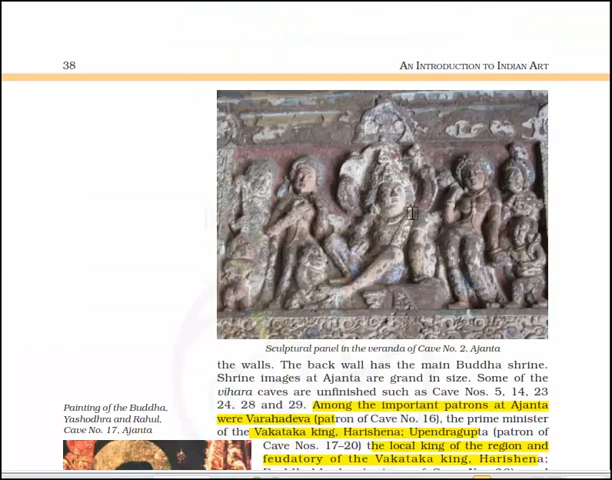 38
AN INTRODUCTION TO INDIAN ART
Sculptural panel in the veranda of Cave No. 2, Ajanta
the walls. The back wall has the main Buddha shrine.
Shrine images at Ajanta are grand in size. Some of the
vihara caves are unfinished such as Cave Nos. 5, 14, 23
24, 28 and 29. Among the important patrons at Ajanta
were Varahadeva (patron of Cave No. 16), the prime minister
of the Vakataka king, Harishena; Upendragupta (patron of
Cave Nos. 17–20) the local king of the region and
feudatory of the Vakataka king, Harishena;
Painting of the Buddha,
Yashodhra and Rahul,
Cave No. 17, Ajanta